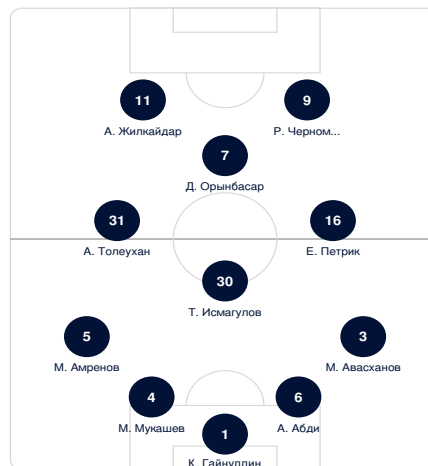 11
9
А. Жилкайдар
Р. Черном...
7
Д. Орынбасар
31
16
А. Толеухан
Е. Петрик
30
Т. Исмагулов
5
3
М. Амренов
М. Авасханов
4
6
М. Мукашев
А. Абди
1
К. Гайнуллин